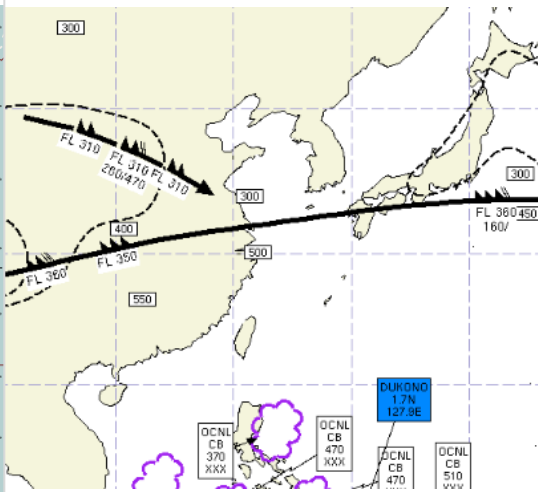 300
FL 310
FL 310
260/470
FL 310
300
300
FL 360
160/
450
400
FL 350
FL 360
500
550
DUKONO
1.7N
127.9E
OCNL
CB
370
XXX
OCNL
CB
470
XXX
OCNL
CB
470
OCNL
CB
510
XXX